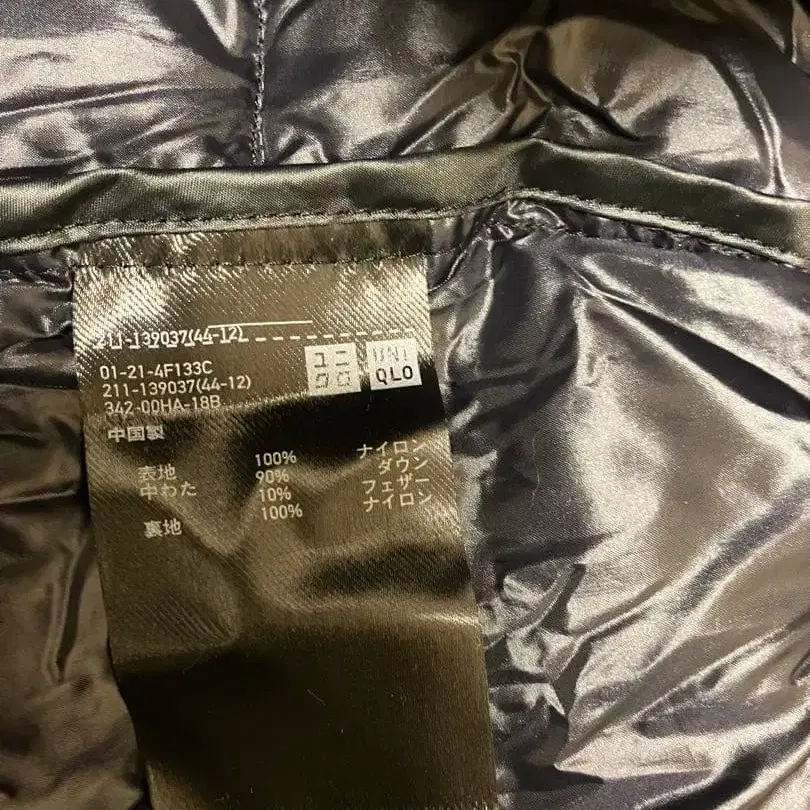 211-139037(44-12)
01-21-4F133C
211-139037(44-12)
342-00HA-18B
ユニ
クロ
UNI
QLO
中国製
表地 100% ナイロン
中わた 90% ダウン
10% フェザー
裏地 100% ナイロン